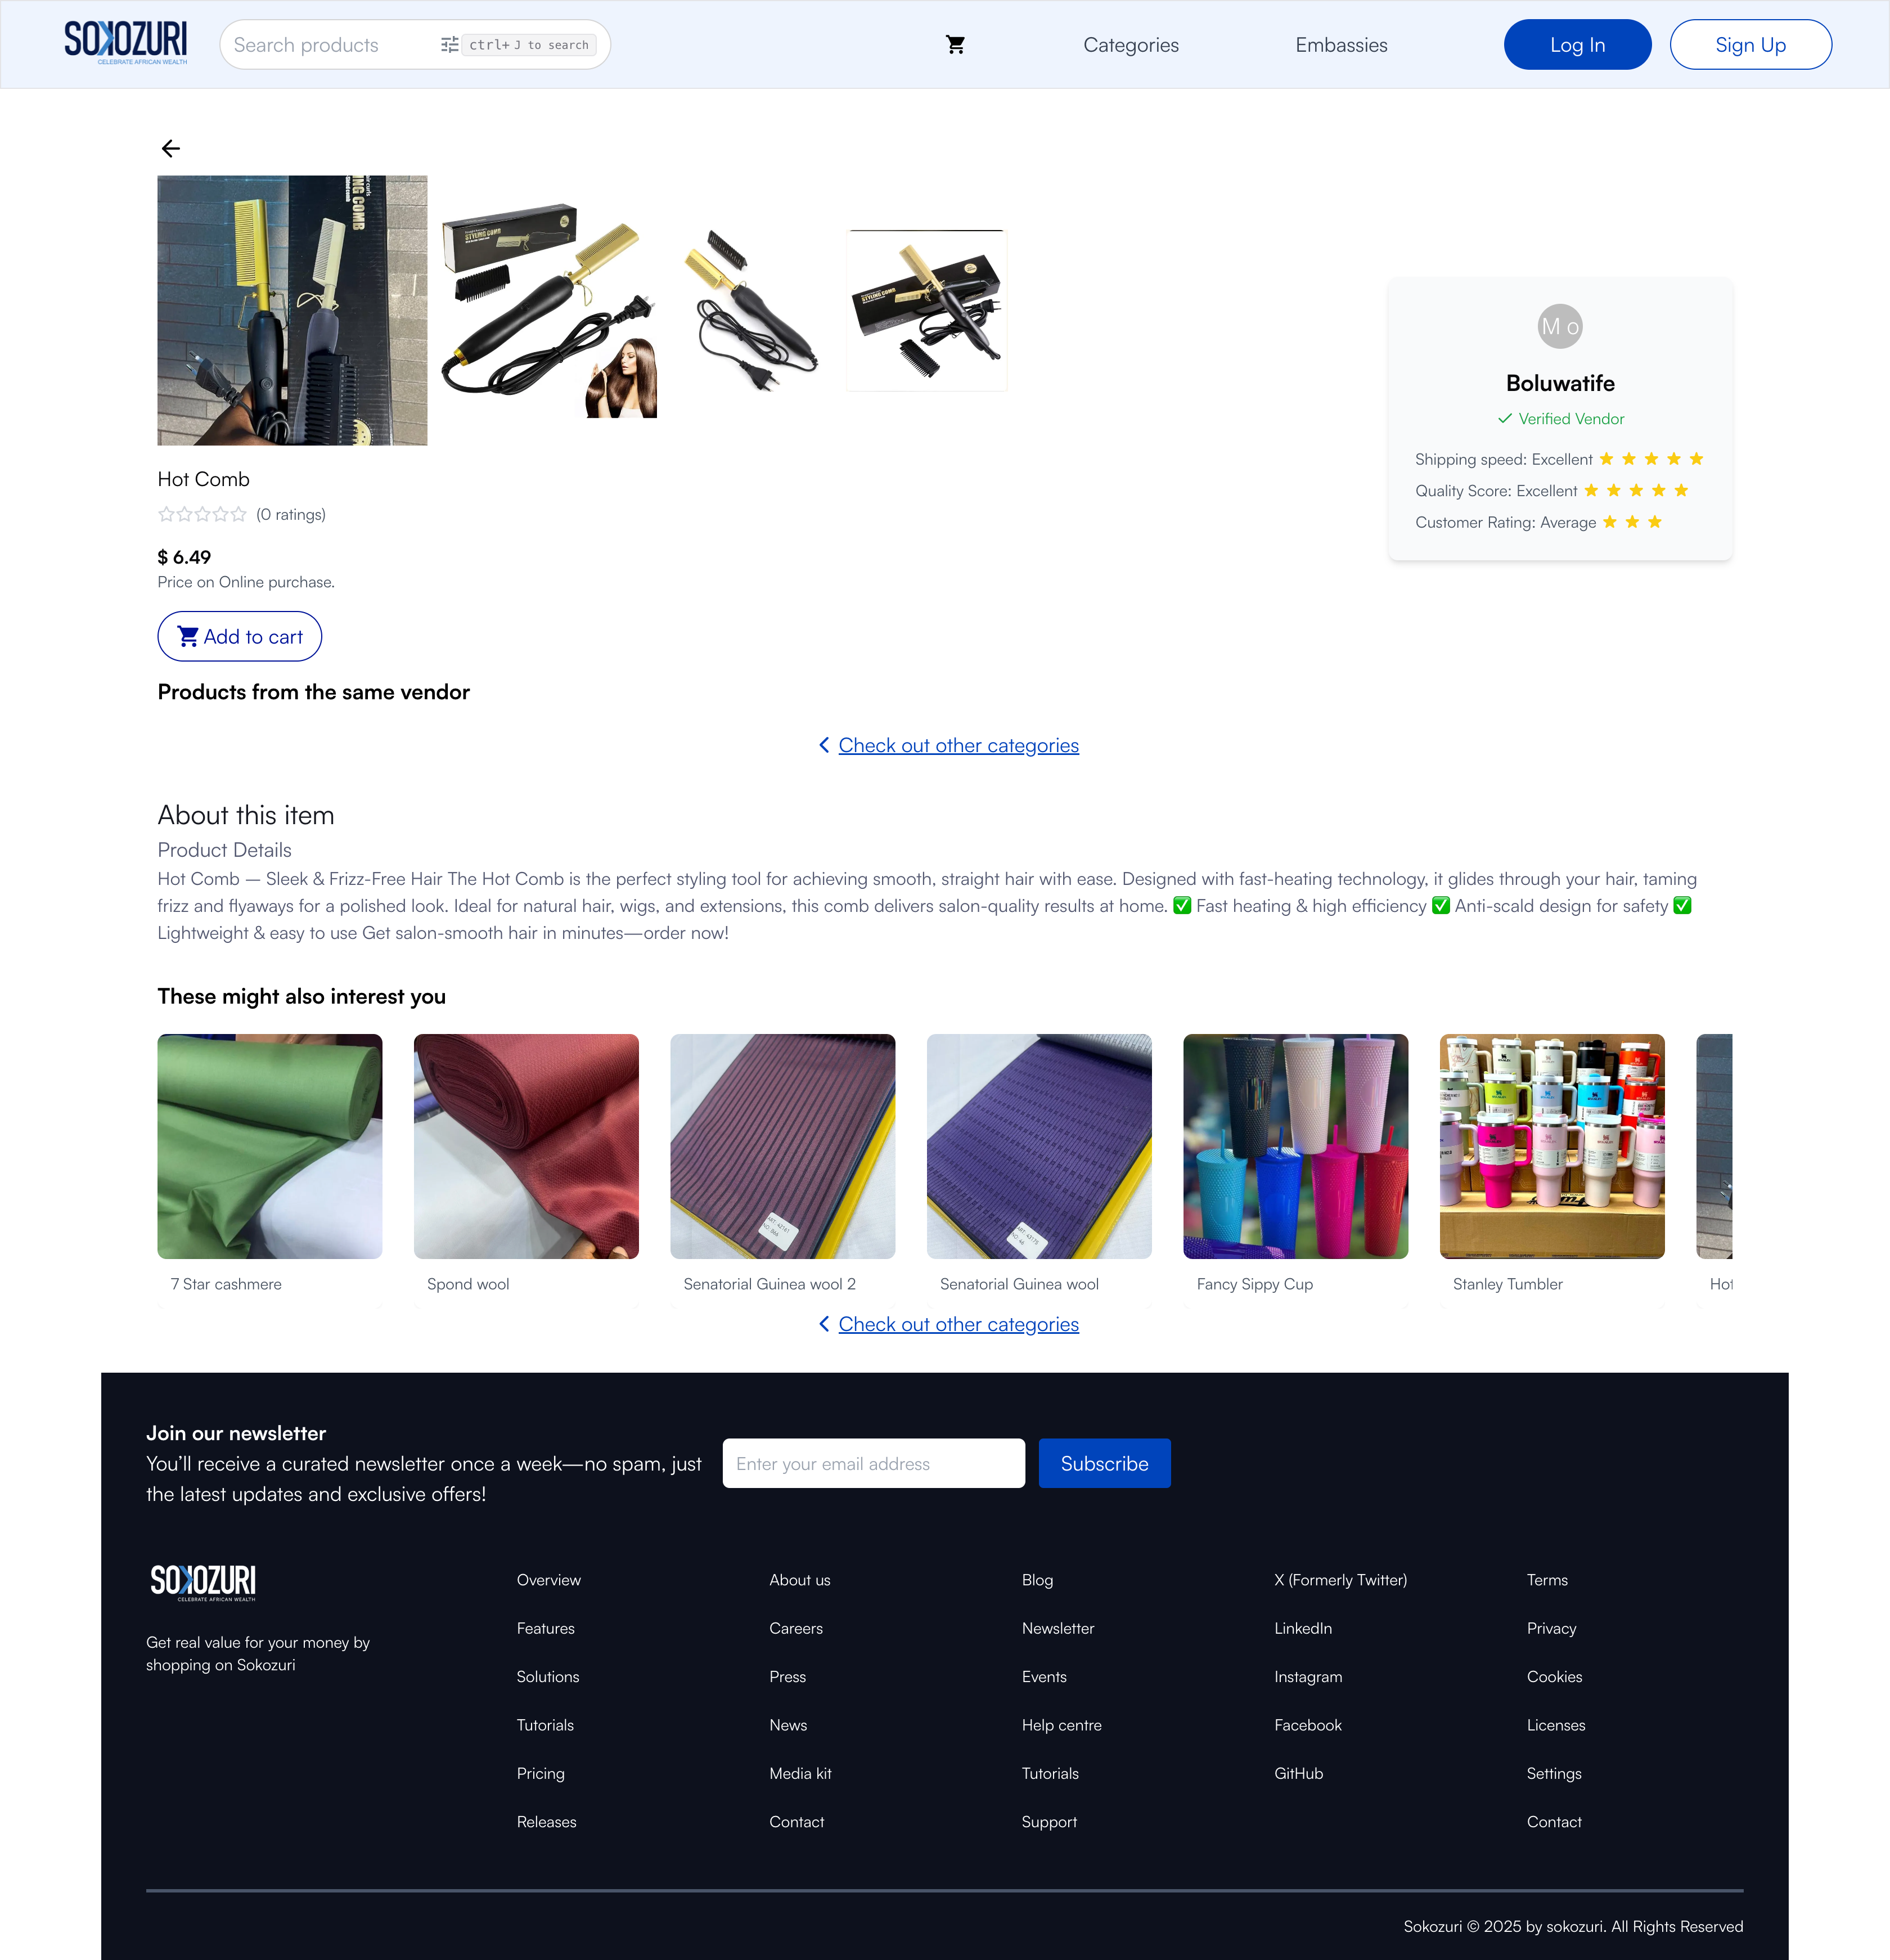 SOKOZURI
CELEBRATE AFRICAN WEALTH
Search products
ctrl+ J to search
Categories
Embassies
Log In
Sign Up
STYLING COMB
Hot Comb
(0 ratings)
$ 6.49
Price on Online purchase.
Add to cart
M o
Boluwatife
Verified Vendor
Shipping speed: Excellent
Quality Score: Excellent
Customer Rating: Average
Products from the same vendor
Check out other categories
About this item
Product Details
Hot Comb – Sleek & Frizz-Free Hair The Hot Comb is the perfect styling tool for achieving smooth, straight hair with ease. Designed with fast-heating technology, it glides through your hair, taming
frizz and flyaways for a polished look. Ideal for natural hair, wigs, and extensions, this comb delivers salon-quality results at home. ✅ Fast heating & high efficiency ✅ Anti-scald design for safety ✅
Lightweight & easy to use Get salon-smooth hair in minutes—order now!
These might also interest you
7 Star cashmere
Spond wool
Senatorial Guinea wool 2
Senatorial Guinea wool
Fancy Sippy Cup
Stanley Tumbler
Hot
Check out other categories
Join our newsletter
You’ll receive a curated newsletter once a week—no spam, just
the latest updates and exclusive offers!
Enter your email address
Subscribe
SOKOZURI
CELEBRATE AFRICAN WEALTH
Get real value for your money by
shopping on Sokozuri
Overview
Features
Solutions
Tutorials
Pricing
Releases
About us
Careers
Press
News
Media kit
Contact
Blog
Newsletter
Events
Help centre
Tutorials
Support
X (Formerly Twitter)
LinkedIn
Instagram
Facebook
GitHub
Terms
Privacy
Cookies
Licenses
Settings
Contact
Sokozuri © 2025 by sokozuri. All Rights Reserved